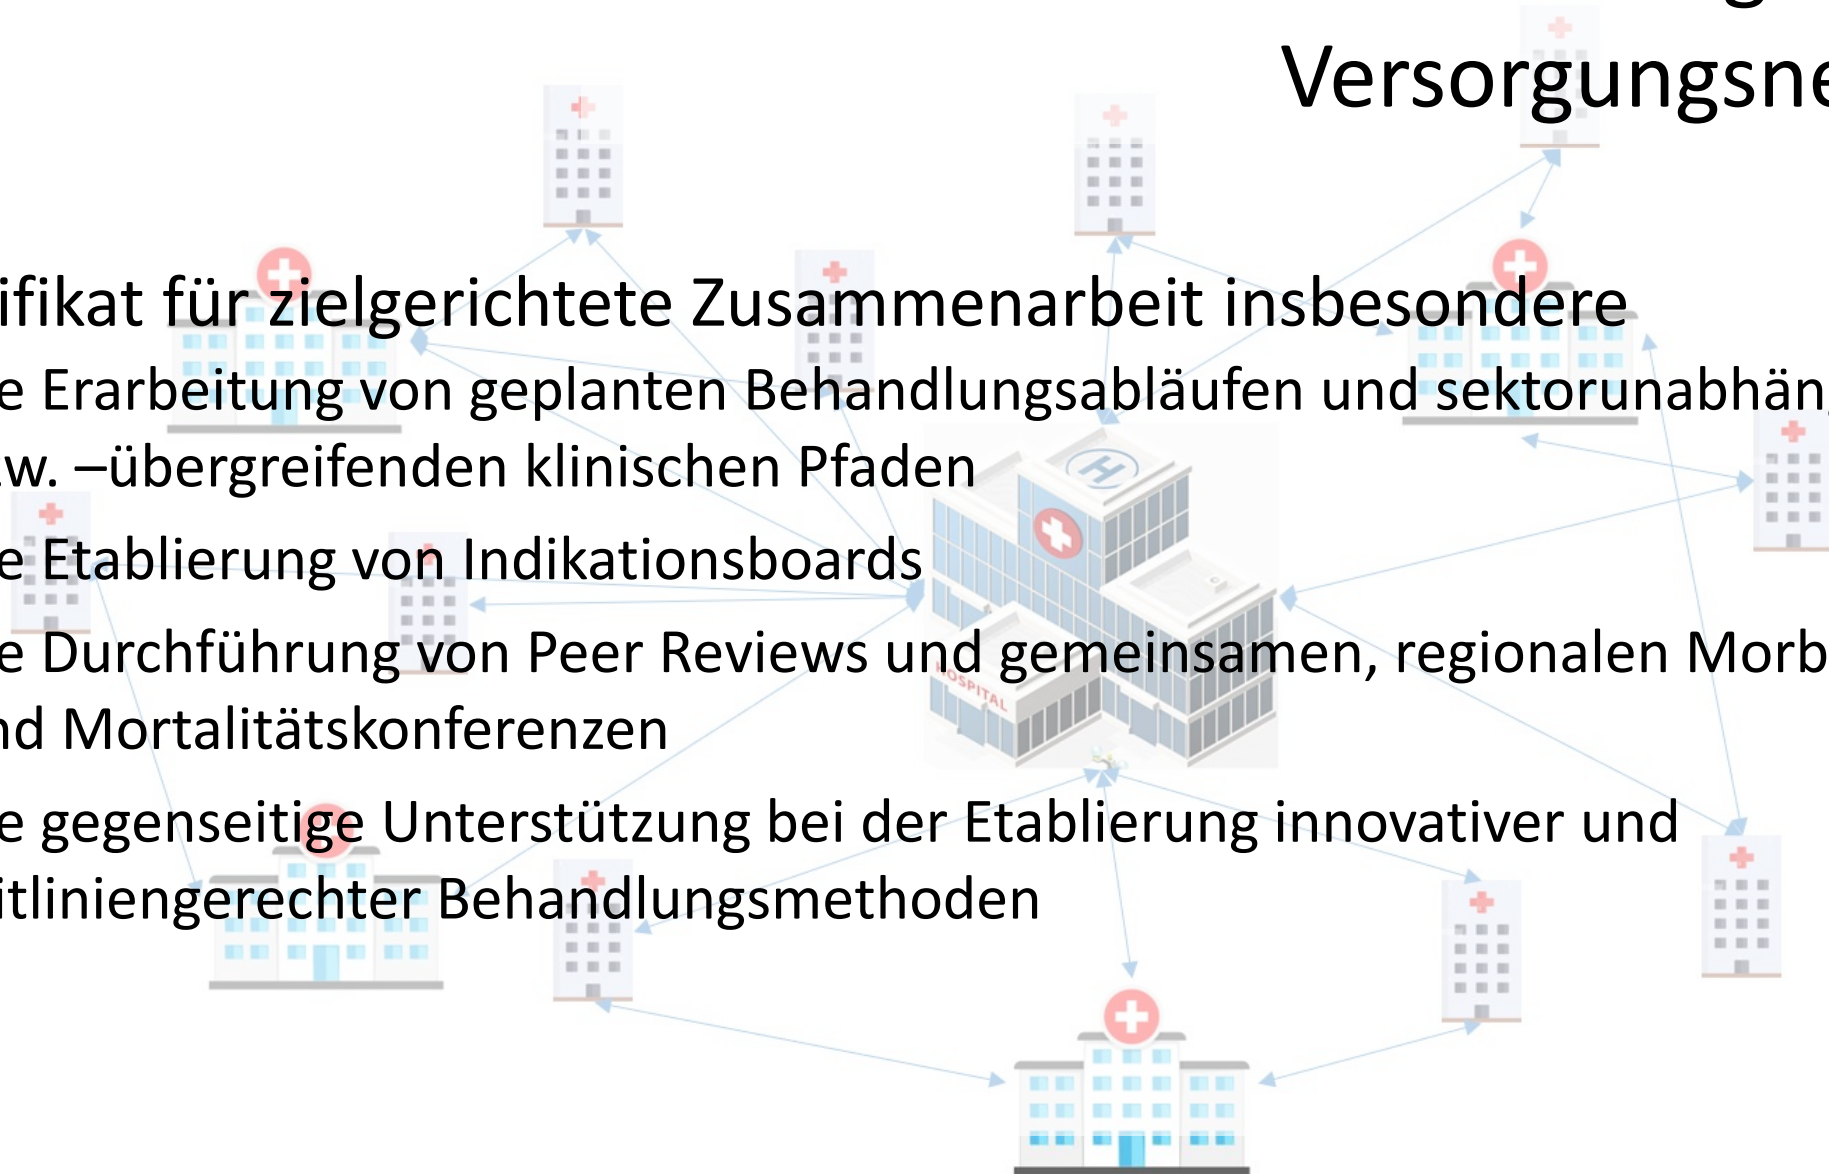 Versorgungsne
ifikat für zielgerichtete Zusammenarbeit insbesondere
e Erarbeitung von geplanten Behandlungsabläufen und sektorunabhän
w. –übergreifenden klinischen Pfaden
e Etablierung von Indikationsboards
e Durchführung von Peer Reviews und gemeinsamen, regionalen Morb
nd Mortalitätskonferenzen
HOSPITAL
e gegenseitige Unterstützung bei der Etablierung innovativer und
itliniengerechter Behandlungsmethoden